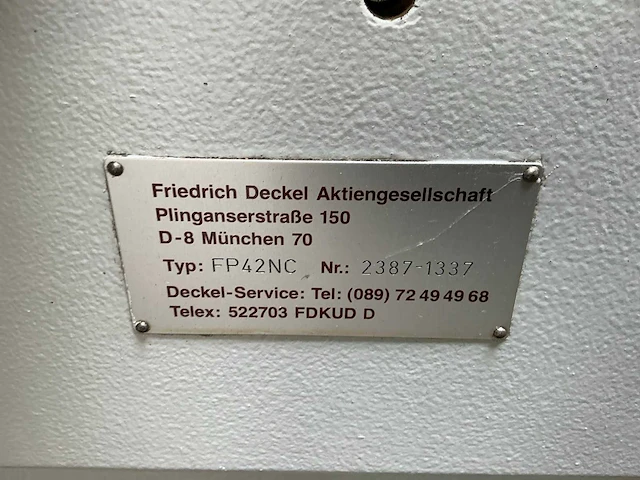 Friedrich Deckel Aktiengesellschaft
Plinganserstraße 150
D-8 München 70
Typ: FP42NC Nr.: 2387-1337
Deckel-Service: Tel: (089) 72 49 49 68
Telex: 522703 FDKUD D